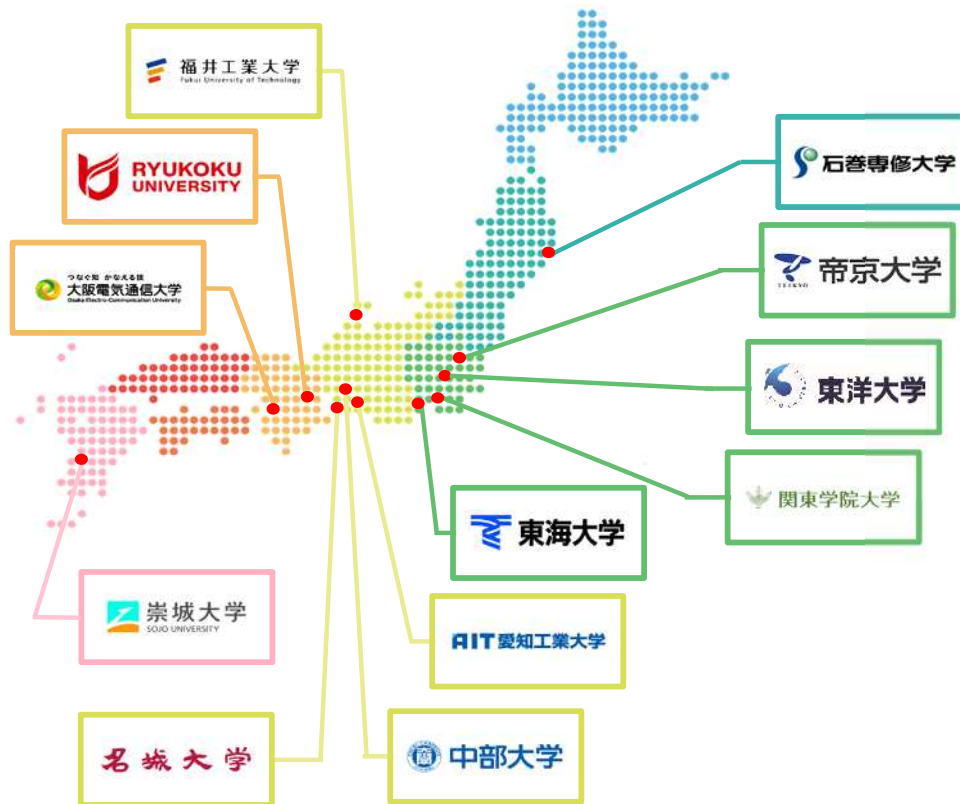 福井工業大学
Fukui University of Technology
RYUKOKU
UNIVERSITY
石巻専修大学
帝京大学
TEIKYO
つなぐ知 かなえる技
大阪電気通信大学
Osaka Electro-Communication University
東洋大学
関東学院大学
東海大学
崇城大学
SOJO UNIVERSITY
AIT 愛知工業大学
名城大学
中部大学